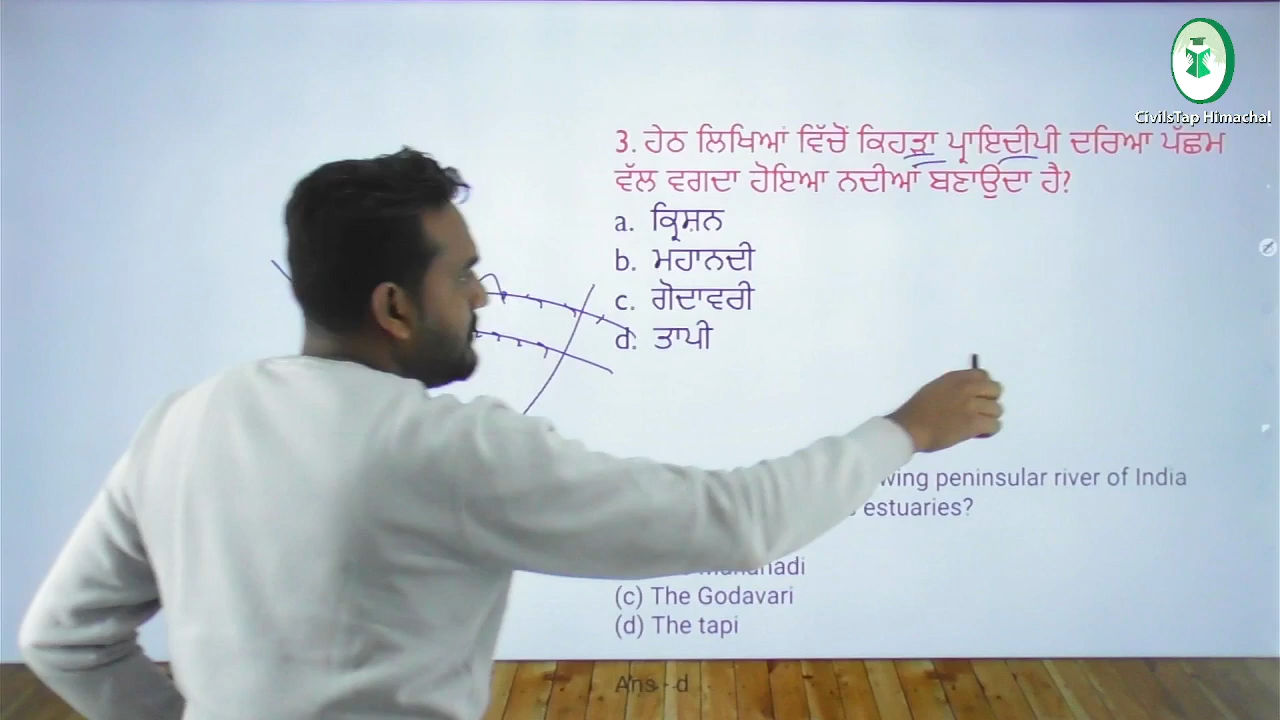 CivilsTap Himachal
3. ਹੇਠ ਲਿਖਿਆਂ ਵਿੱਚੋਂ ਕਿਹੜਾ ਪ੍ਰਾਇਦੀਪੀ ਦਰਿਆ ਪੱਛਮ
ਵੱਲ ਵਗਦਾ ਹੋਇਆ ਨਦੀਆਂ ਬਣਾਉਂਦਾ ਹੈ?
a. ਕ੍ਰਿਸ਼ਨ
b. ਮਹਾਨਦੀ
c. ਗੋਦਾਵਰੀ
d. ਤਾਪੀ
peninsular river of India
estuaries?
(c) The Godavari
(d) The tapi
Ans - d